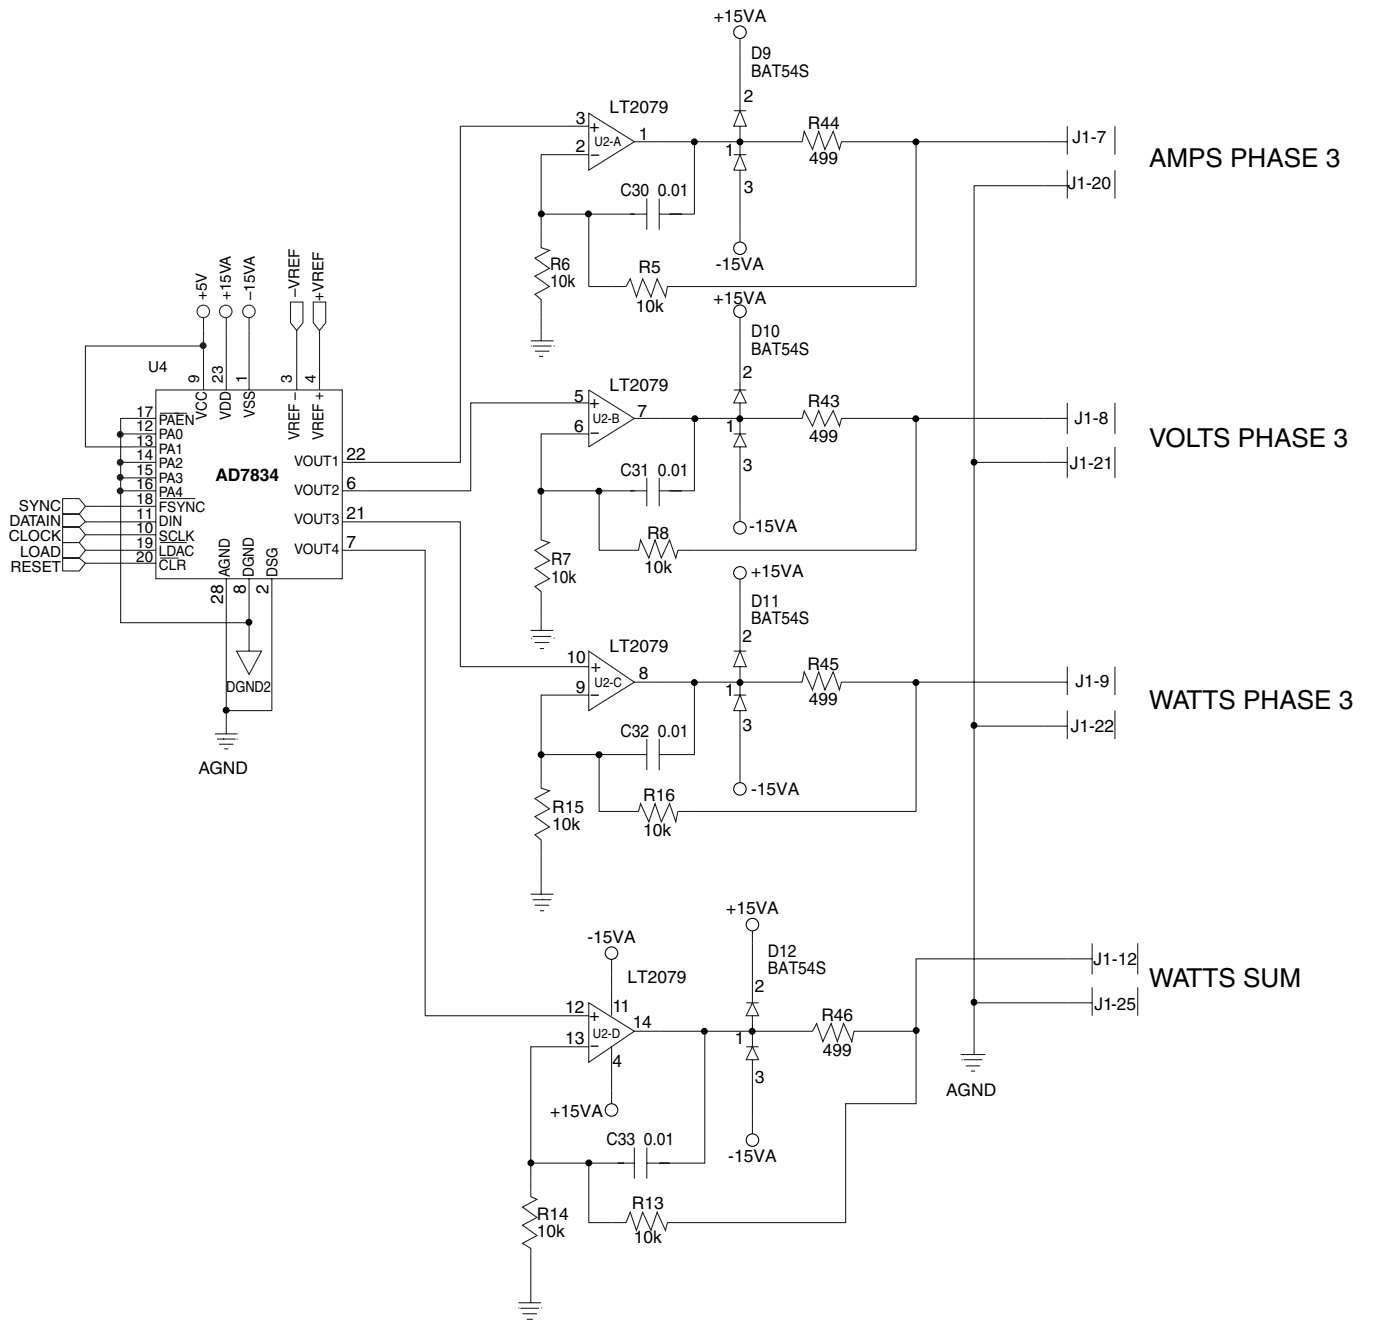 +15VA
D9
BAT54S
2
LT2079
3
+
U2-A
1
2
−
1
3
R44
499
J1-7
AMPS PHASE 3
J1-20
C30 0.01
-15VA
R6
10k
R5
10k
+15VA
D10
BAT54S
2
LT2079
5
+
U2-B
7
6
−
1
3
R43
499
J1-8
VOLTS PHASE 3
J1-21
C31 0.01
-15VA
R7
10k
R8
10k
+15VA
D11
BAT54S
2
LT2079
10
+
U2-C
8
9
−
1
3
R45
499
J1-9
WATTS PHASE 3
J1-22
C32 0.01
-15VA
R15
10k
R16
10k
+15VA
D12
BAT54S
2
-15VA
LT2079
11
12
+
U2-D
14
13
−
4
+15VA
1
3
R46
499
J1-12
WATTS SUM
J1-25
AGND
C33 0.01
-15VA
R14
10k
R13
10k
+5V
+15VA
−15VA
−VREF
+VREF
U4
9
23
1
3
4
VCC
VDD
VSS
VREF −
VREF +
17 PAEN
12 PA0
13 PA1
14 PA2
15 PA3
16 PA4
SYNC 18 FSYNC
DATAIN 11 DIN
CLOCK 10 SCLK
LOAD 19 LDAC
RESET 20 CLR
AD7834
VOUT1 22
VOUT2 6
VOUT3 21
VOUT4 7
AGND
DGND
DSG
28
8
2
DGND2
AGND